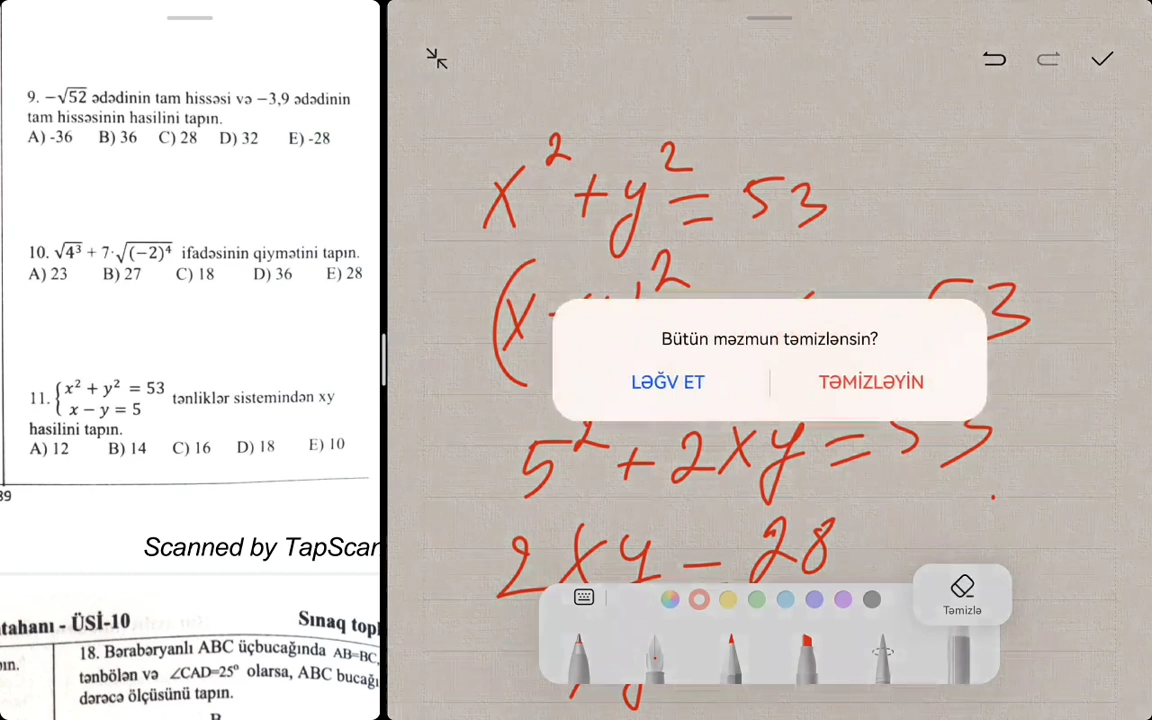 9. −√52 ədədinin tam hissəsi və −3,9 ədədinin
tam hissəsinin hasilini tapın.
A) -36 B) 36 C) 28 D) 32 E) -28
10. √4³ + 7·√(−2)⁴ ifadəsinin qiymətini tapın.
A) 23 B) 27 C) 18 D) 36 E) 28
11. { x² + y² = 53
x − y = 5 tənliklər sistemindən xy
hasilini tapın.
A) 12 B) 14 C) 16 D) 18 E) 10
39
Scanned by TapScar
tahanı - ÜSİ-10 Sınaq topl
pın.
18. Bərabəryanlı ABC üçbucağında AB=BC,
tənbölən və ∠CAD=25° olarsa, ABC bucağı
dərəcə ölçüsünü tapın.
B
x² + y² = 53
53
Bütün məzmun təmizlənsin?
LƏĞV ET TƏMİZLƏYİN
5² + 2xy = 53
2xy = 28
Təmizlə